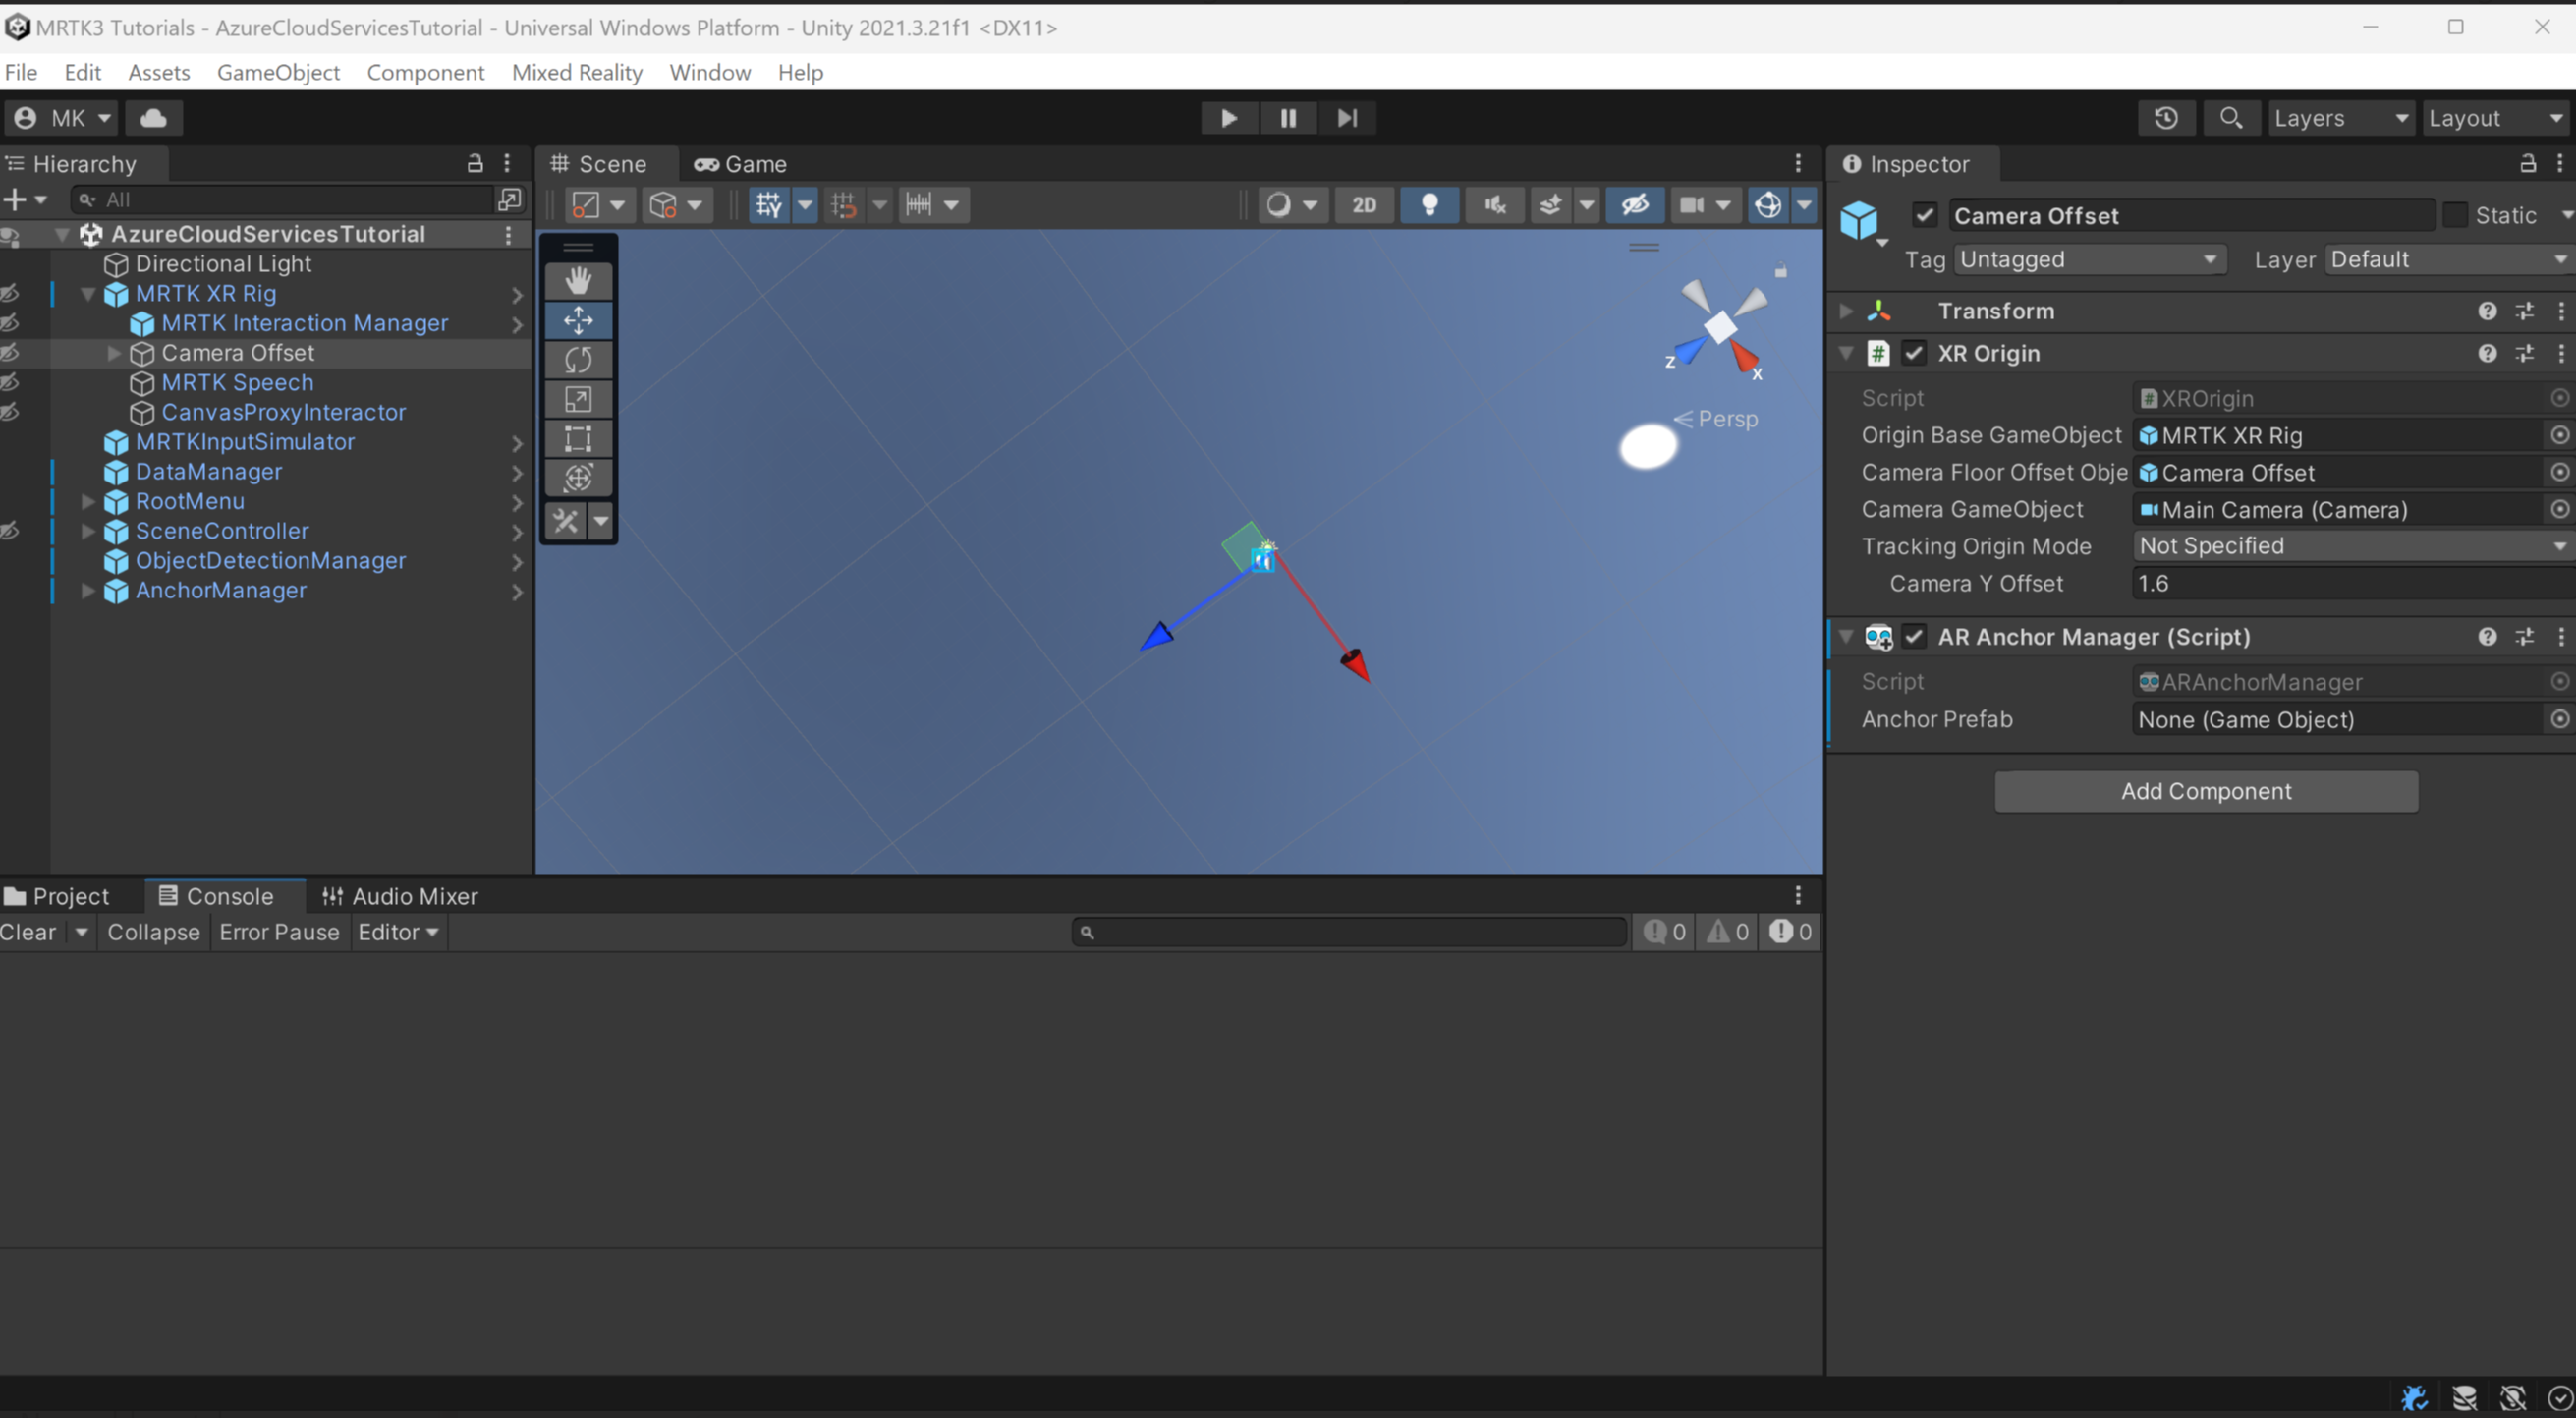 MRTK3 Tutorials - AzureCloudServicesTutorial - Universal Windows Platform - Unity 2021.3.21f1 <DX11>
File Edit Assets GameObject Component Mixed Reality Window Help
MK Layers Layout
Hierarchy
All
AzureCloudServicesTutorial
Directional Light
MRTK XR Rig
MRTK Interaction Manager
Camera Offset
MRTK Speech
CanvasProxyInteractor
MRTKInputSimulator
DataManager
RootMenu
SceneController
ObjectDetectionManager
AnchorManager
Scene Game
2D
z
x
Persp
Inspector
Camera Offset Static
Tag Untagged Layer Default
Transform
XR Origin
Script XROrigin
Origin Base GameObject MRTK XR Rig
Camera Floor Offset Obje Camera Offset
Camera GameObject Main Camera (Camera)
Tracking Origin Mode Not Specified
Camera Y Offset 1.6
AR Anchor Manager (Script)
Script ARAnchorManager
Anchor Prefab None (Game Object)
Add Component
Project Console Audio Mixer
Clear Collapse Error Pause Editor 0 0 0